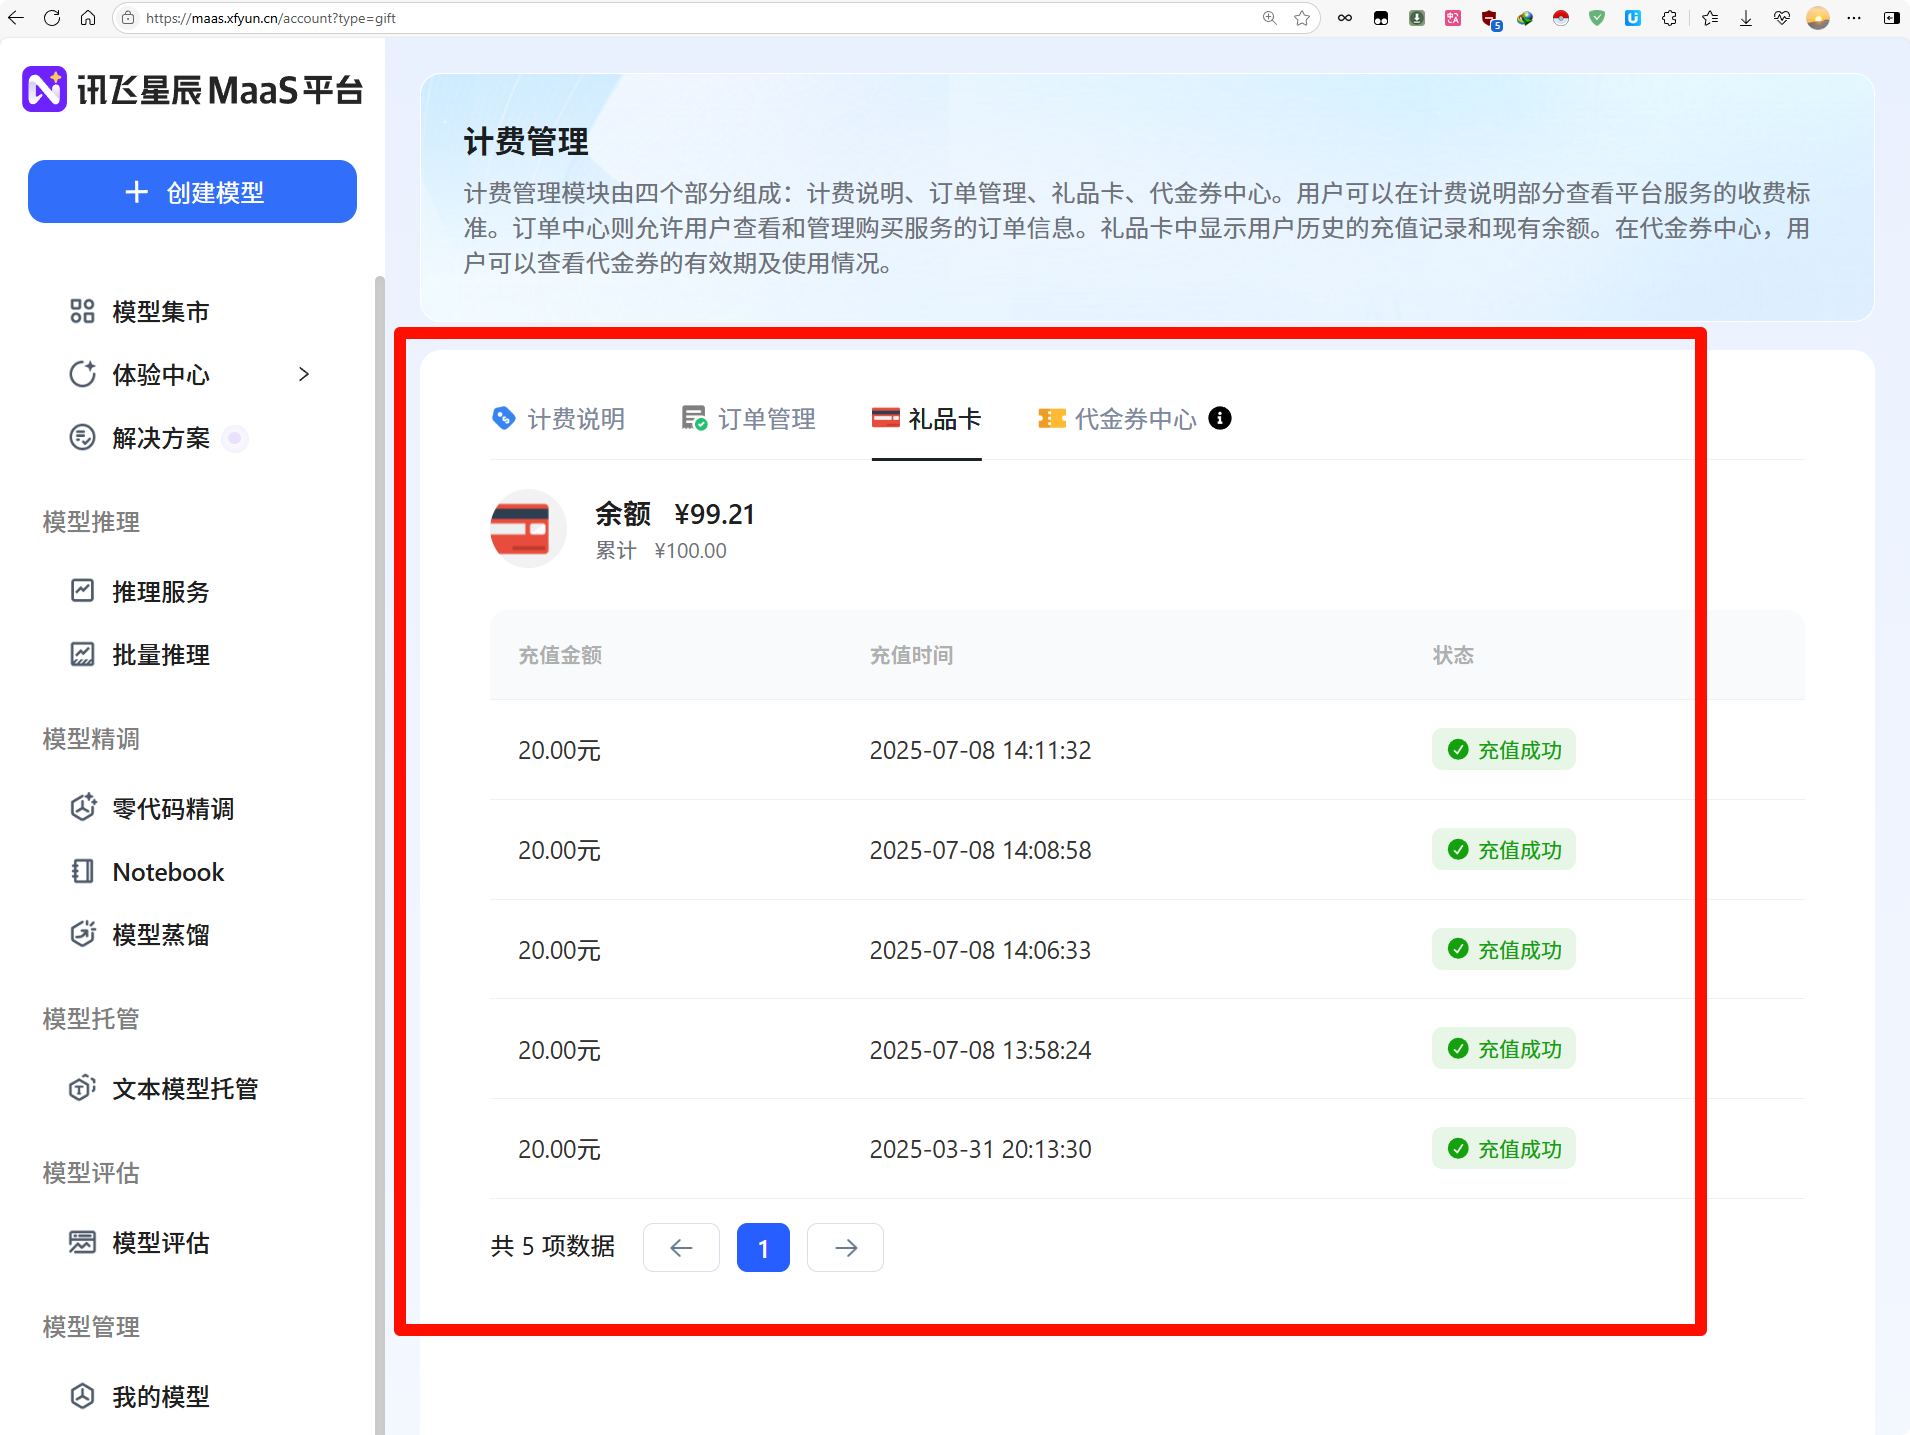 https://maas.xfyun.cn/account?type=gift
5
讯飞星辰MaaS平台
创建模型
模型集市
体验中心
解决方案
模型推理
推理服务
批量推理
模型精调
零代码精调
Notebook
模型蒸馏
模型托管
文本模型托管
模型评估
模型评估
模型管理
我的模型
计费管理
计费管理模块由四个部分组成：计费说明、订单管理、礼品卡、代金券中心。用户可以在计费说明部分查看平台服务的收费标
准。订单中心则允许用户查看和管理购买服务的订单信息。礼品卡中显示用户历史的充值记录和现有余额。在代金券中心，用
户可以查看代金券的有效期及使用情况。
计费说明 订单管理 礼品卡 代金券中心
余额 ¥99.21
累计 ¥100.00
充值金额 充值时间 状态
20.00元 2025-07-08 14:11:32 充值成功
20.00元 2025-07-08 14:08:58 充值成功
20.00元 2025-07-08 14:06:33 充值成功
20.00元 2025-07-08 13:58:24 充值成功
20.00元 2025-03-31 20:13:30 充值成功
共 5 项数据 1